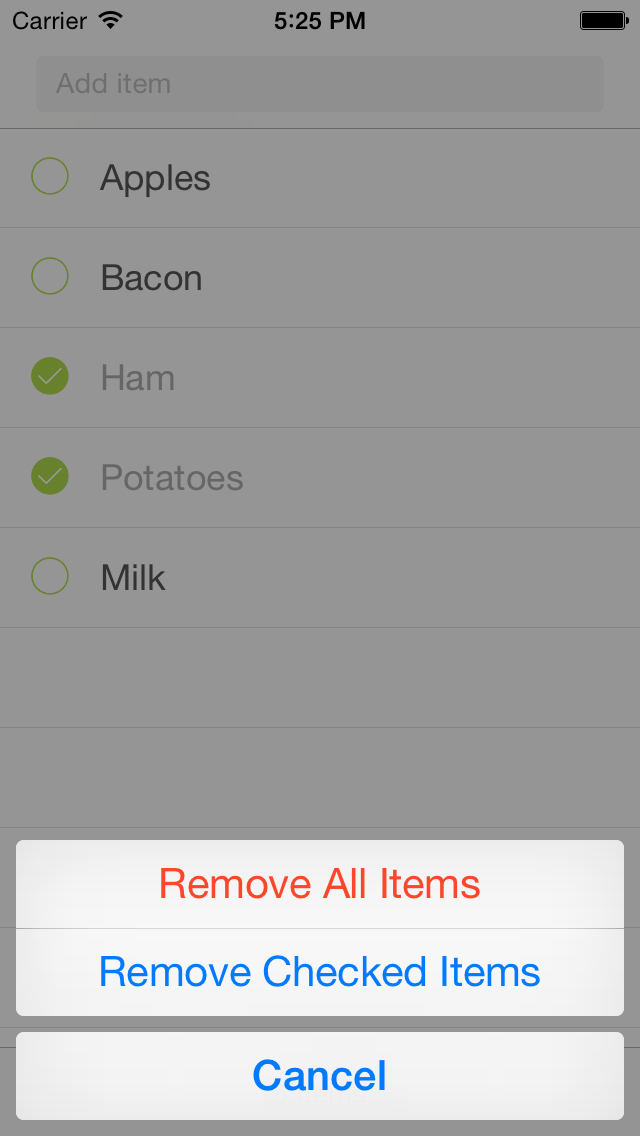 Carrier 5:25 PM
Add item
Apples
Bacon
Ham
Potatoes
Milk
Remove All Items
Remove Checked Items
Cancel